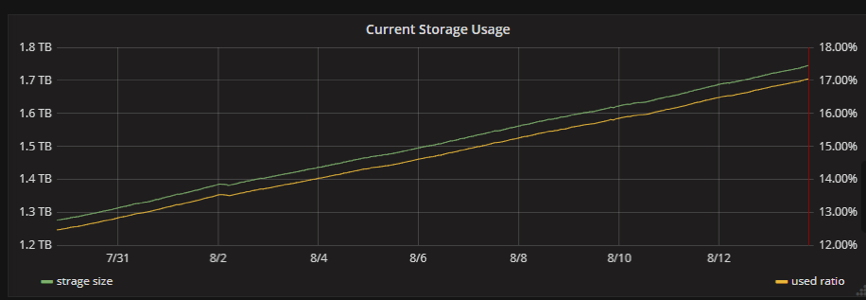 Current Storage Usage
1.8 TB 18.00%
1.7 TB 17.00%
1.6 TB 16.00%
1.5 TB 15.00%
1.4 TB 14.00%
1.3 TB 13.00%
1.2 TB 12.00%
7/31 8/2 8/4 8/6 8/8 8/10 8/12
strage size used ratio